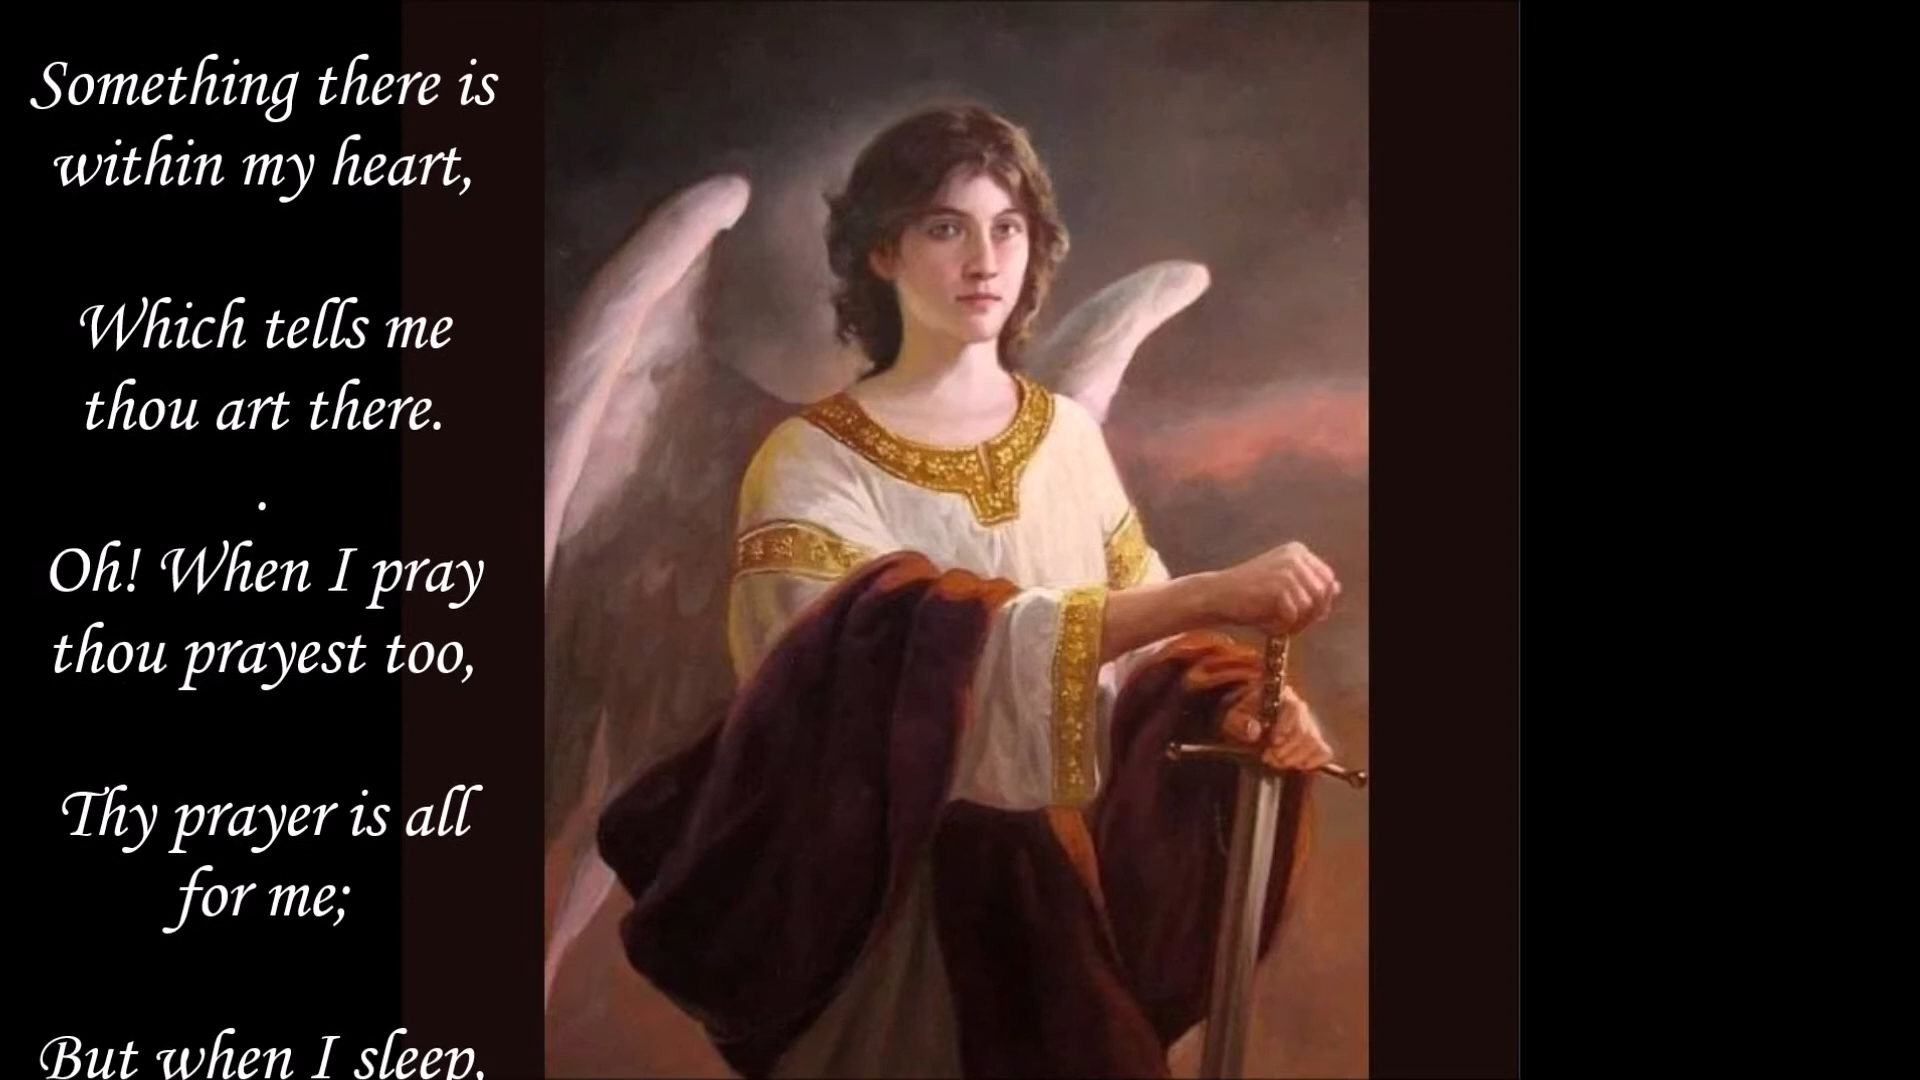 Something there is
within my heart,
Which tells me
thou art there.
.
Oh! When I pray
thou prayest too,
Thy prayer is all
for me;
But when I sleep,